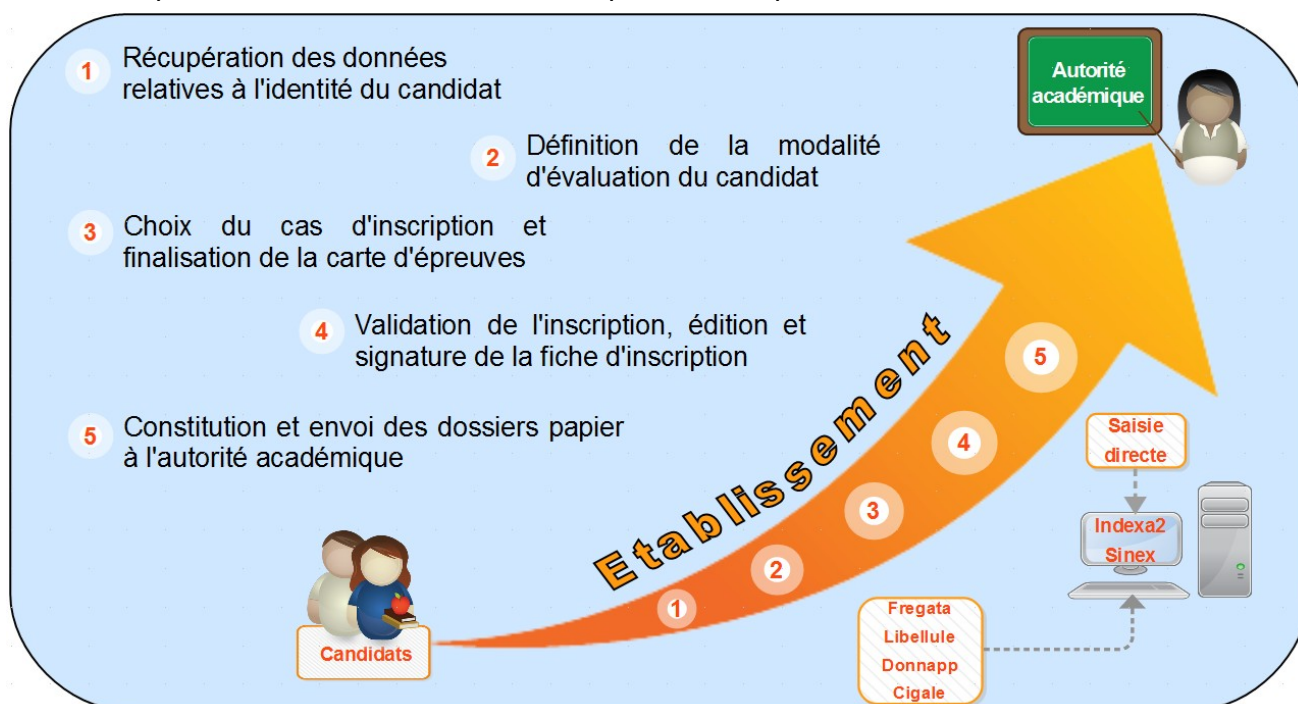 1
Récupération des données
relatives à l'identité du candidat
2
Définition de la modalité
d'évaluation du candidat
3
Choix du cas d'inscription et
finalisation de la carte d'épreuves
4
Validation de l'inscription, édition et
signature de la fiche d'inscription
5
Constitution et envoi des dossiers papier
à l'autorité académique
Autorité
académique
Etablissement
1
2
3
4
5
Candidats
Saisie
directe
Indexa2
Sinex
Fregata
Libellule
Donnapp
Cigale